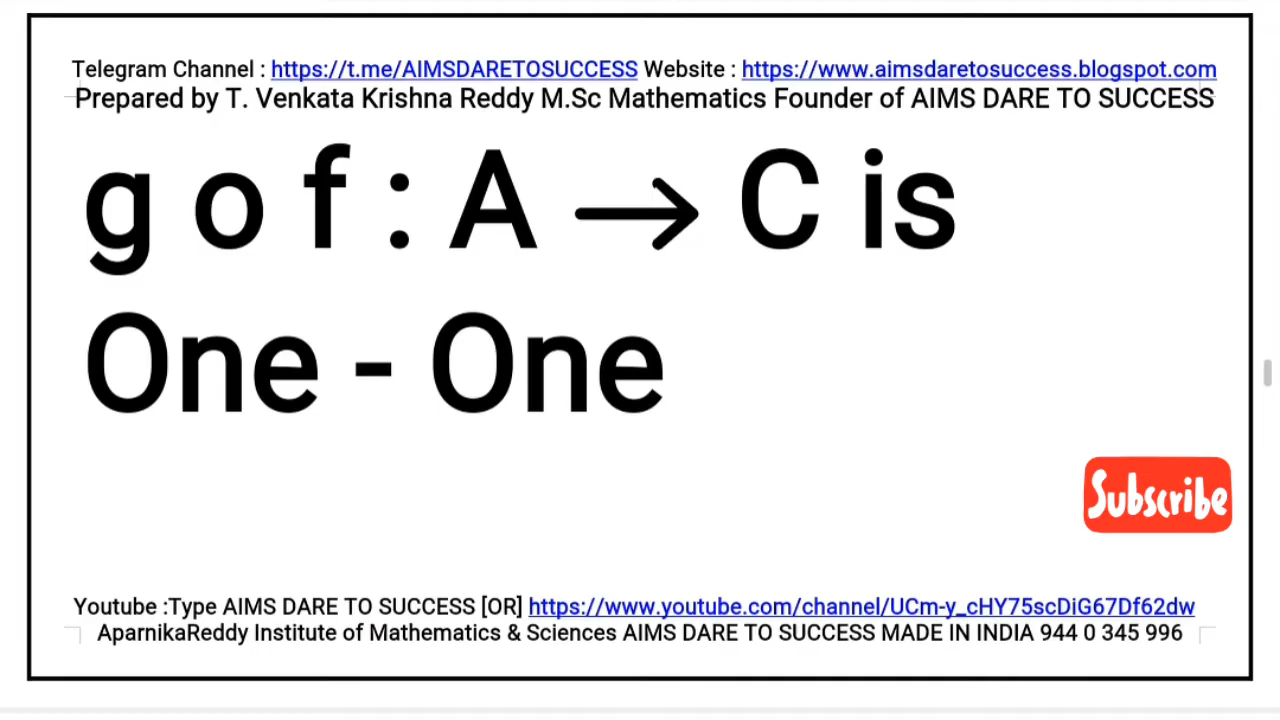 Telegram Channel : https://t.me/AIMSDARETOSUCCESS Website : https://www.aimsdaretosuccess.blogspot.com
Prepared by T. Venkata Krishna Reddy M.Sc Mathematics Founder of AIMS DARE TO SUCCESS
g o f : A → C is
One - One
Subscribe
Youtube :Type AIMS DARE TO SUCCESS [OR] https://www.youtube.com/channel/UCm-y_cHY75scDiG67Df62dw
AparnikaReddy Institute of Mathematics & Sciences AIMS DARE TO SUCCESS MADE IN INDIA 944 0 345 996